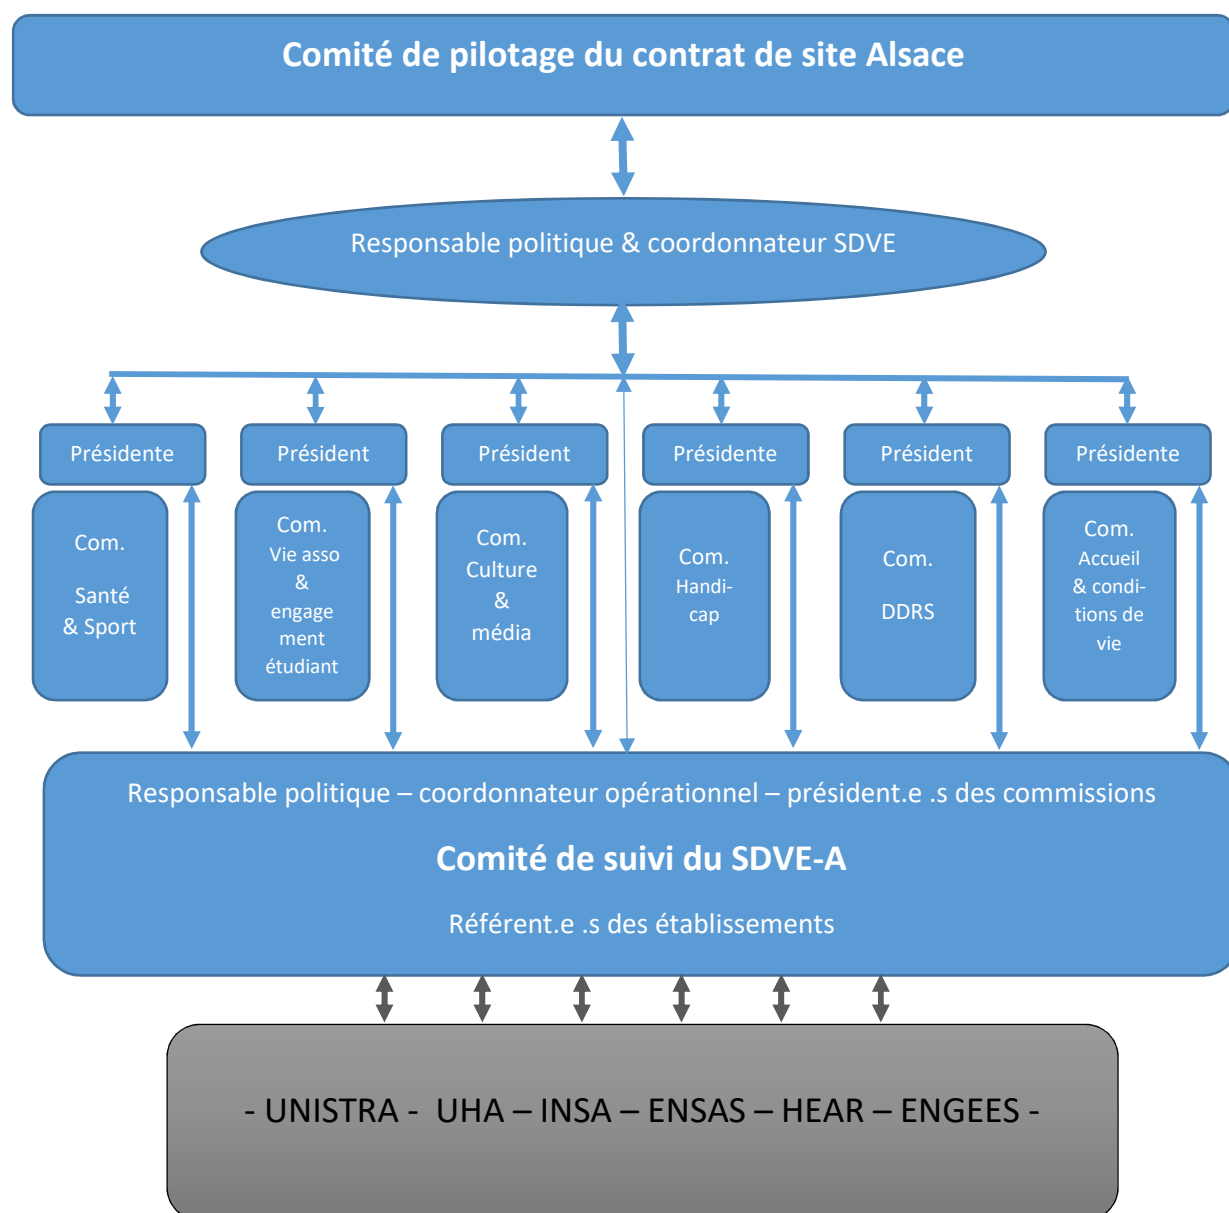 Comité de pilotage du contrat de site Alsace
Responsable politique & coordonnateur SDVE
Présidente
Président
Président
Présidente
Président
Présidente
Com.
Santé
& Sport
Com.
Vie asso
&
engage
ment
étudiant
Com.
Culture
&
média
Com.
Handi-
cap
Com.
DDRS
Com.
Accueil
& condi-
tions de
vie
Responsable politique – coordonnateur opérationnel – président.e .s des commissions
Comité de suivi du SDVE-A
Référent.e .s des établissements
- UNISTRA - UHA – INSA – ENSAS – HEAR – ENGEES -